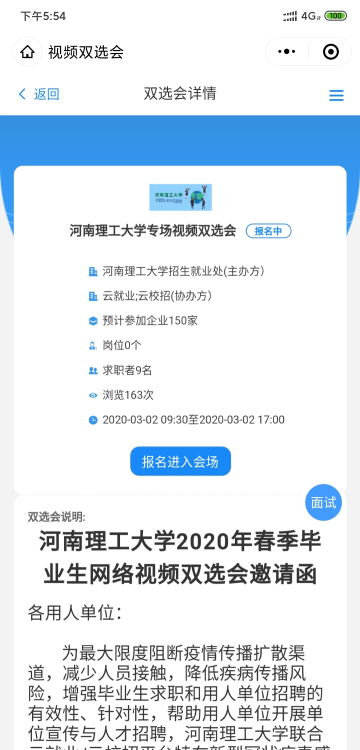 下午5:54
4G
100
视频双选会
返回
双选会详情
河南理工大学
河南理工大学专场视频双选会
报名中
河南理工大学招生就业处(主办方)
云就业;云校招(协办方)
预计参加企业150家
岗位0个
求职者9名
浏览163次
2020-03-02 09:30至2020-03-02 17:00
报名进入会场
面试
双选会说明:
河南理工大学2020年春季毕
业生网络视频双选会邀请函
各用人单位：
为最大限度阻断疫情传播扩散渠
道，减少人员接触，降低疾病传播风
险，增强毕业生求职和用人单位招聘的
有效性、针对性，帮助用人单位开展单
位宣传与人才招聘，河南理工大学联合